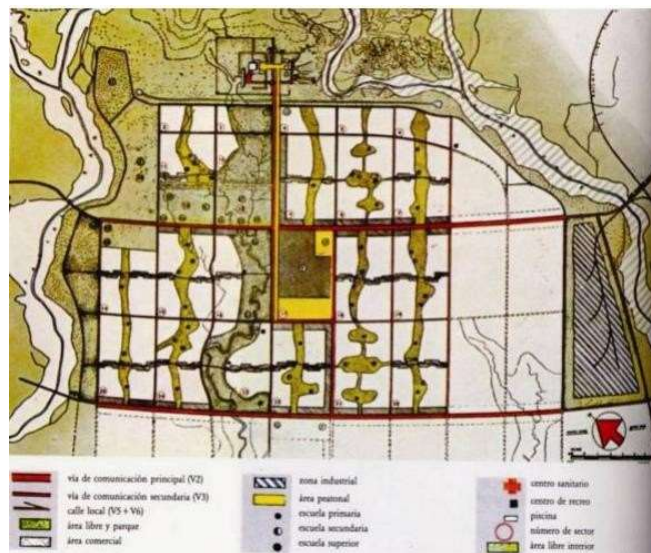 vía de comunicación principal (V2)
vía de comunicación secundaria (V3)
calle local (V5 + V6)
área libre y parque
área comercial
zona industrial
área peatonal
escuela primaria
escuela secundaria
escuela superior
centro sanitario
centro de recreo
piscina
número de sector
área libre interior